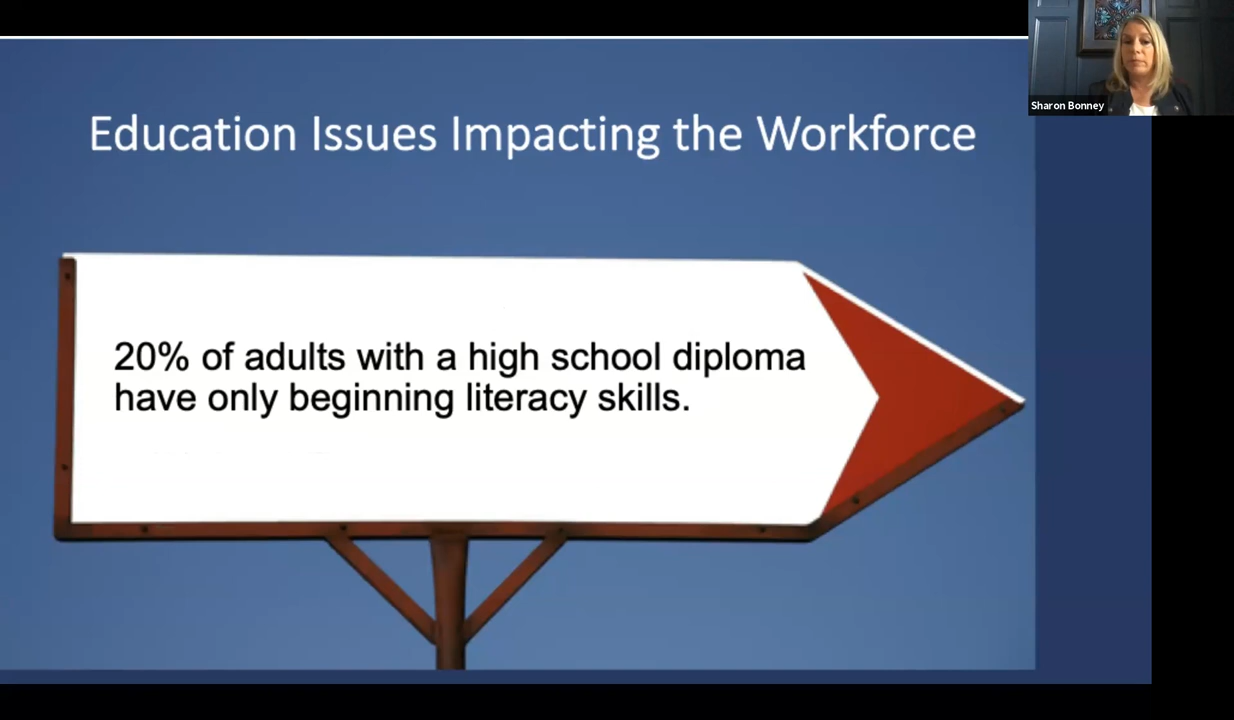 Sharon Bonney
Education Issues Impacting the Workforce
20% of adults with a high school diploma
have only beginning literacy skills.